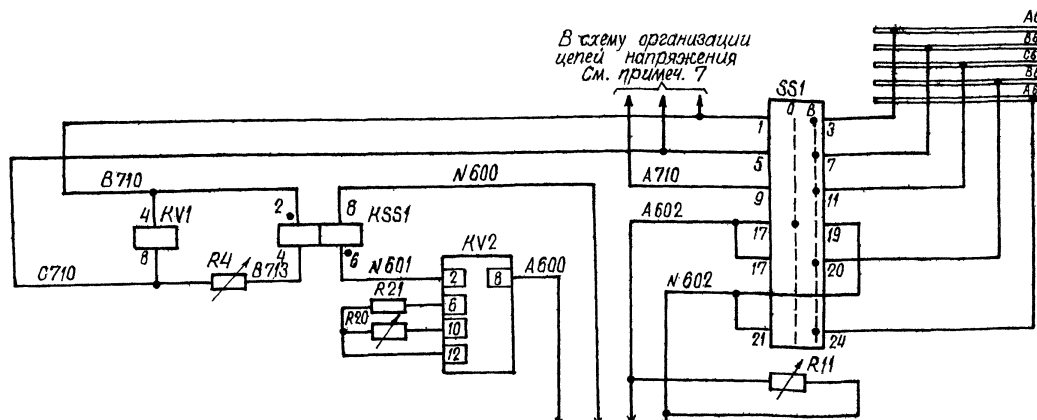 В схему организации
цепей напряжения
См. примеч. 7
SS1
О В
1 3
5 7
9 11
17 19
17 20
21 24
В710
А710
N600
А602
N602
4 KV1
8
2 8 KSS1
4 6
С710
R4
В713
N601
KV2
2 8
А600
R21
6
R20
10
12
R11